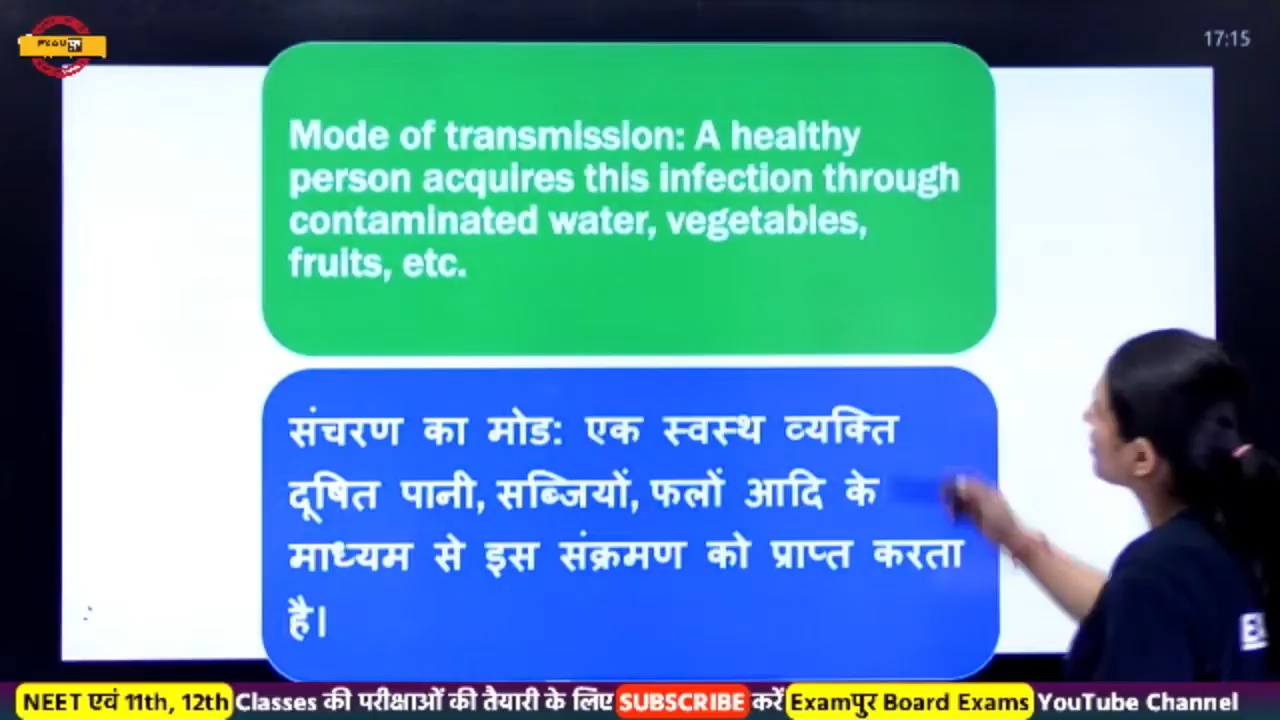 17:15
Mode of transmission: A healthy
person acquires this infection through
contaminated water, vegetables,
fruits, etc.
संचरण का मोड: एक स्वस्थ व्यक्ति
दूषित पानी, सब्जियों, फलों आदि के
माध्यम से इस संक्रमण को प्राप्त करता
है।
NEET एवं 11th, 12th Classes की परीक्षाओं की तैयारी के लिए SUBSCRIBE करें Examपुर Board Exams YouTube Channel